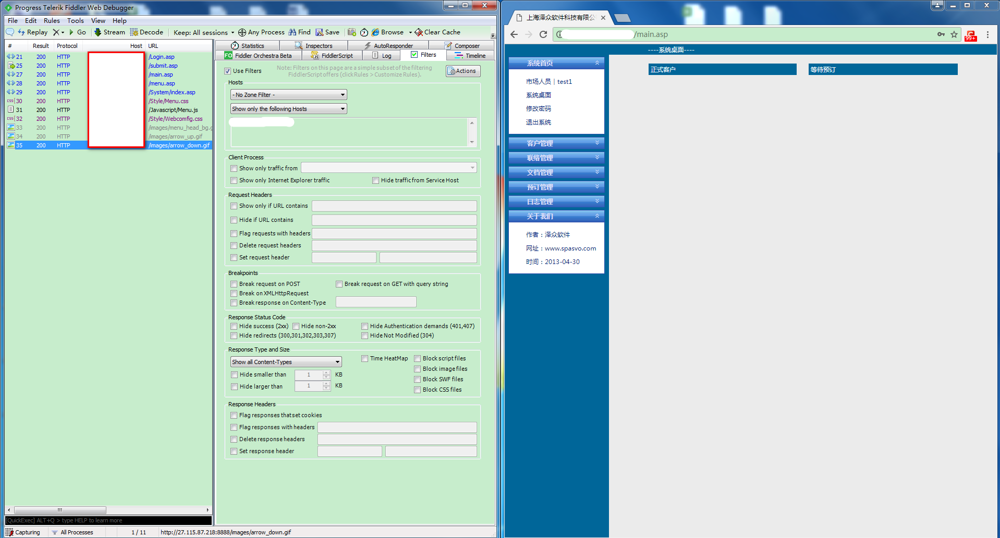 Progress Telerik Fiddler Web Debugger
File Edit Rules Tools View Help
Replay Go Stream Decode Keep: All sessions Any Process Find Save Browse Clear Cache
# Result Protocol Host URL
21 200 HTTP /Login.asp
25 200 HTTP /submit.asp
27 200 HTTP /main.asp
28 200 HTTP /menu.asp
29 200 HTTP /System/index.asp
30 200 HTTP /Style/Menu.css
31 200 HTTP /Javascript/Menu.js
32 200 HTTP /Style/Webcomfig.css
33 200 HTTP /images/menu_head_bg.g
34 200 HTTP /images/arrow_up.gif
35 200 HTTP /images/arrow_down.gif
[QuickExec] ALT+Q > type HELP to learn more
Capturing All Processes 1 / 11 http://27.115.87.218:8888/images/arrow_down.gif
Statistics Inspectors AutoResponder Composer
FO Fiddler Orchestra Beta FiddlerScript Log Filters Timeline
Use Filters
Note: Filters on this page are a simple subset of the filtering
FiddlerScript offers (click Rules > Customize Rules).
Actions
Hosts
- No Zone Filter -
Show only the following Hosts
Client Process
Show only traffic from
Show only Internet Explorer traffic Hide traffic from Service Host
Request Headers
Show only if URL contains
Hide if URL contains
Flag requests with headers
Delete request headers
Set request header
Breakpoints
Break request on POST Break request on GET with query string
Break on XMLHttpRequest
Break response on Content-Type
Response Status Code
Hide success (2xx) Hide non-2xx Hide Authentication demands (401,407)
Hide redirects (300,301,302,303,307) Hide Not Modified (304)
Response Type and Size
Show all Content-Types Time HeatMap Block script files
Block image files
Hide smaller than 1 KB
Block SWF files
Hide larger than 1 KB
Block CSS files
Response Headers
Flag responses that set cookies
Flag responses with headers
Delete response headers
Set response header
上海泽众软件科技有限公
/main.asp
99+
----系统桌面----
系统首页
市场人员 | test1
系统桌面
修改密码
退出系统
客户管理
联络管理
文档管理
预订管理
日志管理
关于我们
作者：泽众软件
网址：www.spasvo.com
时间：2013-04-30
正式客户
等待预订